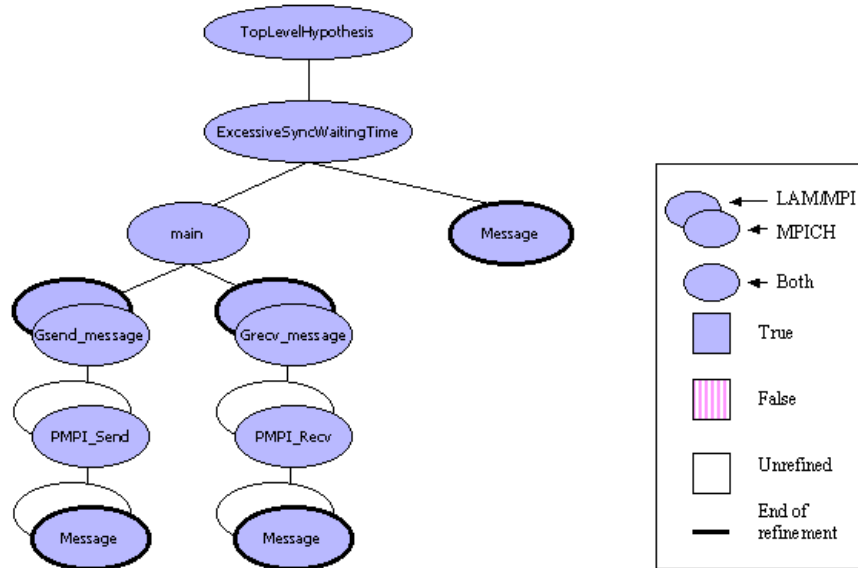 TopLevelHypothesis
ExcessiveSyncWaitingTime
main
Message
Gsend_message
Grecv_message
PMPI_Send
PMPI_Recv
Message
Message
LAM/MPI
MPICH
Both
True
False
Unrefined
End of
refinement